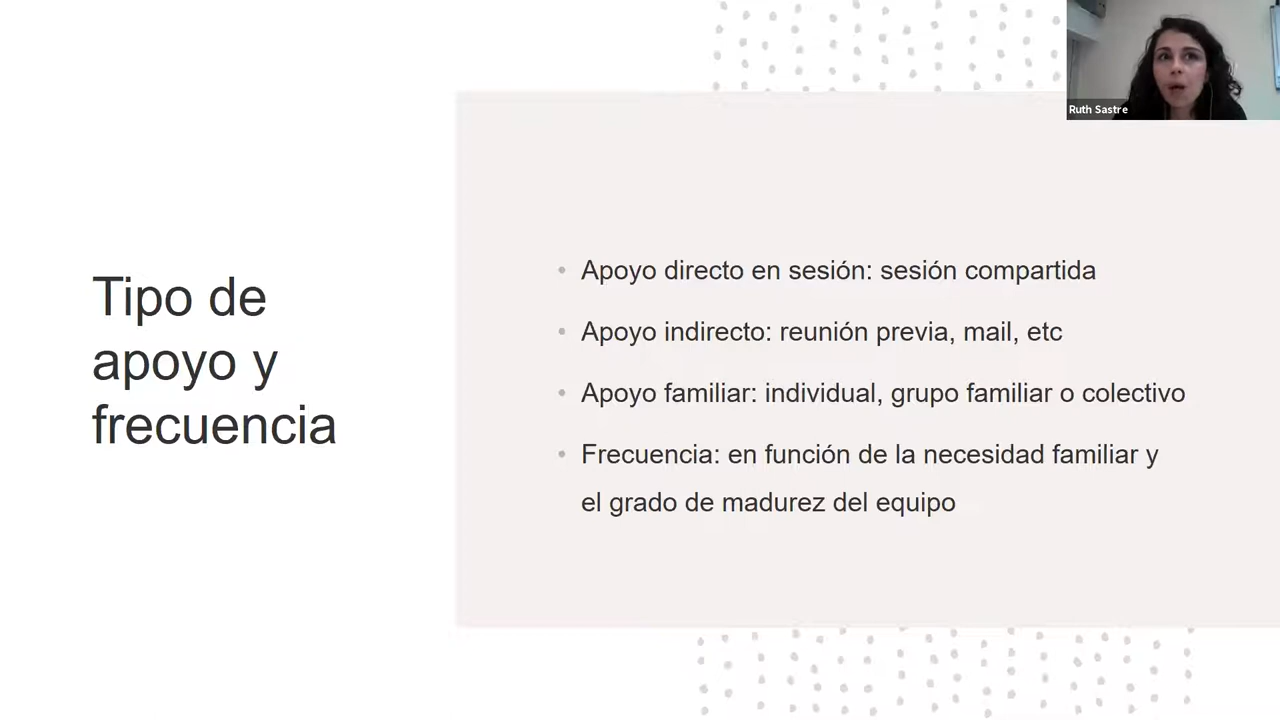 Ruth Sastre
Tipo de
apoyo y
frecuencia
• Apoyo directo en sesión: sesión compartida
• Apoyo indirecto: reunión previa, mail, etc
• Apoyo familiar: individual, grupo familiar o colectivo
• Frecuencia: en función de la necesidad familiar y
el grado de madurez del equipo